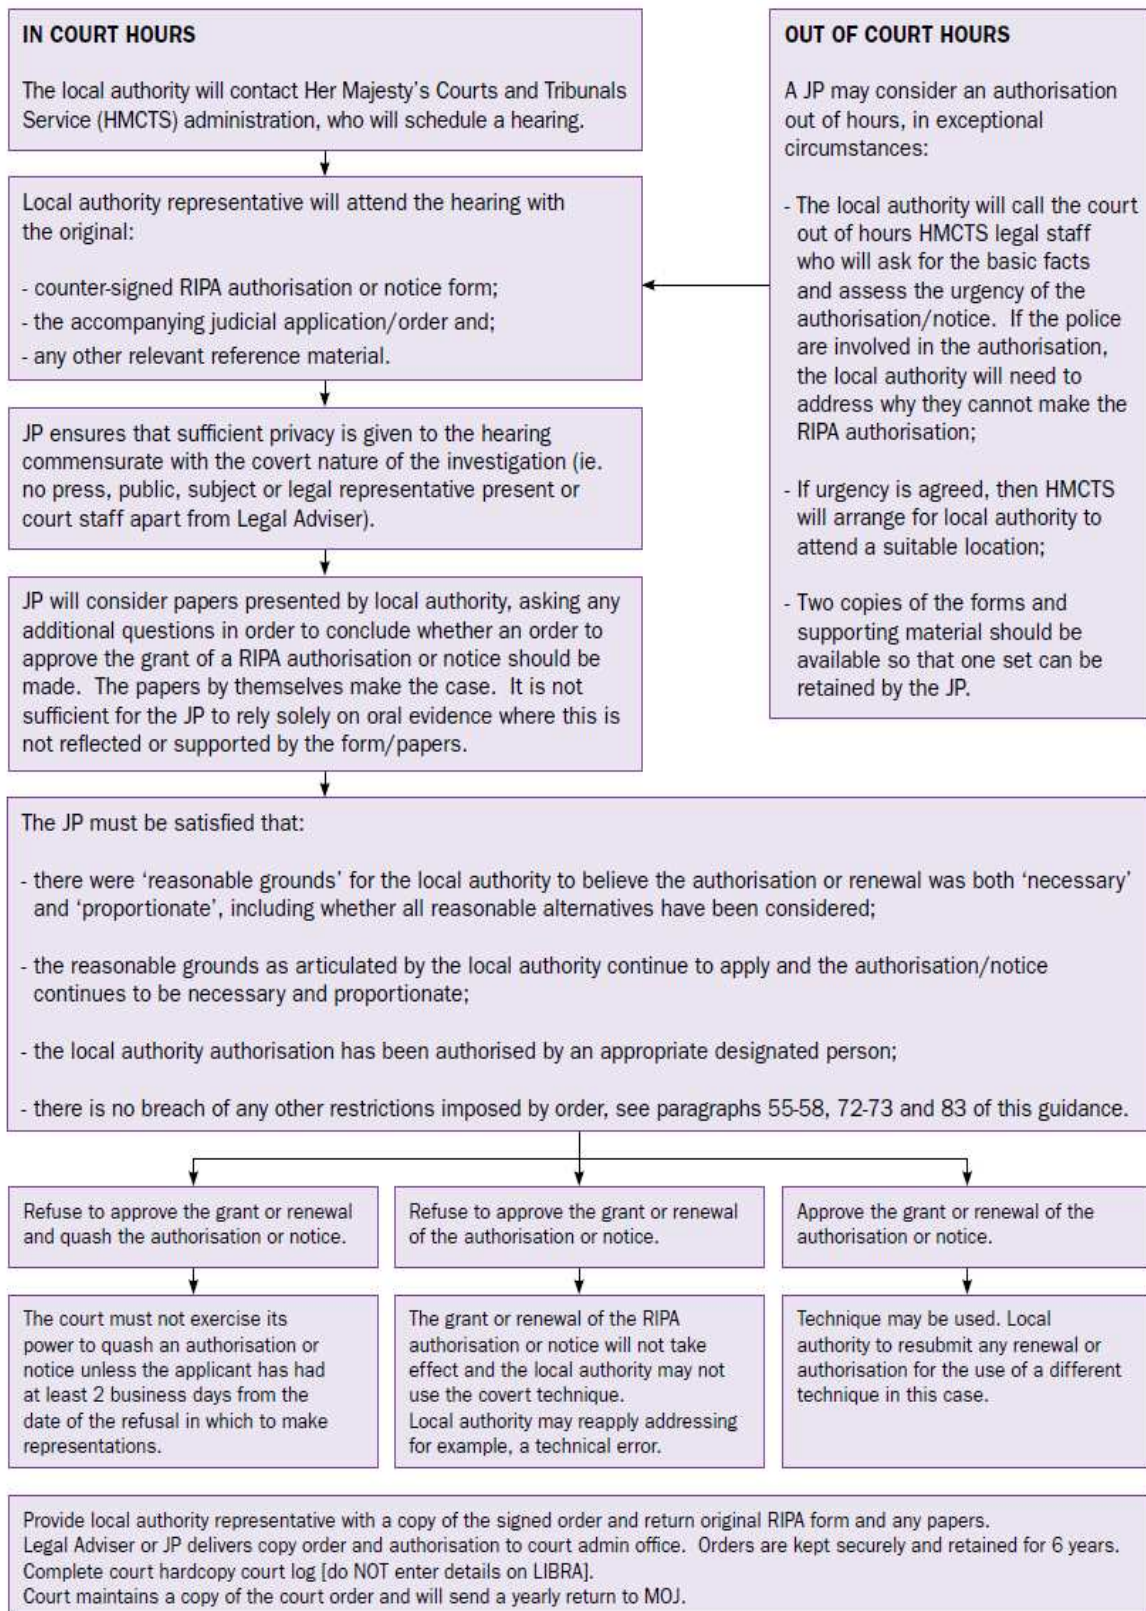 IN COURT HOURS
The local authority will contact Her Majesty's Courts and Tribunals
Service (HMCTS) administration, who will schedule a hearing.
Local authority representative will attend the hearing with
the original:
- counter-signed RIPA authorisation or notice form;
- the accompanying judicial application/order and;
- any other relevant reference material.
JP ensures that sufficient privacy is given to the hearing
commensurate with the covert nature of the investigation (ie.
no press, public, subject or legal representative present or
court staff apart from Legal Adviser).
JP will consider papers presented by local authority, asking any
additional questions in order to conclude whether an order to
approve the grant of a RIPA authorisation or notice should be
made. The papers by themselves make the case. It is not
sufficient for the JP to rely solely on oral evidence where this is
not reflected or supported by the form/papers.
OUT OF COURT HOURS
A JP may consider an authorisation
out of hours, in exceptional
circumstances:
- The local authority will call the court
out of hours HMCTS legal staff
who will ask for the basic facts
and assess the urgency of the
authorisation/notice. If the police
are involved in the authorisation,
the local authority will need to
address why they cannot make the
RIPA authorisation;
- If urgency is agreed, then HMCTS
will arrange for local authority to
attend a suitable location;
- Two copies of the forms and
supporting material should be
available so that one set can be
retained by the JP.
The JP must be satisfied that:
- there were 'reasonable grounds' for the local authority to believe the authorisation or renewal was both 'necessary'
and 'proportionate', including whether all reasonable alternatives have been considered;
- the reasonable grounds as articulated by the local authority continue to apply and the authorisation/notice
continues to be necessary and proportionate;
- the local authority authorisation has been authorised by an appropriate designated person;
- there is no breach of any other restrictions imposed by order, see paragraphs 55-58, 72-73 and 83 of this guidance.
Refuse to approve the grant or renewal
and quash the authorisation or notice.
The court must not exercise its
power to quash an authorisation or
notice unless the applicant has had
at least 2 business days from the
date of the refusal in which to make
representations.
Refuse to approve the grant or renewal
of the authorisation or notice.
The grant or renewal of the RIPA
authorisation or notice will not take
effect and the local authority may not
use the covert technique.
Local authority may reapply addressing
for example, a technical error.
Approve the grant or renewal of the
authorisation or notice.
Technique may be used. Local
authority to resubmit any renewal or
authorisation for the use of a different
technique in this case.
Provide local authority representative with a copy of the signed order and return original RIPA form and any papers.
Legal Adviser or JP delivers copy order and authorisation to court admin office. Orders are kept securely and retained for 6 years.
Complete court hardcopy court log [do NOT enter details on LIBRA].
Court maintains a copy of the court order and will send a yearly return to MOJ.